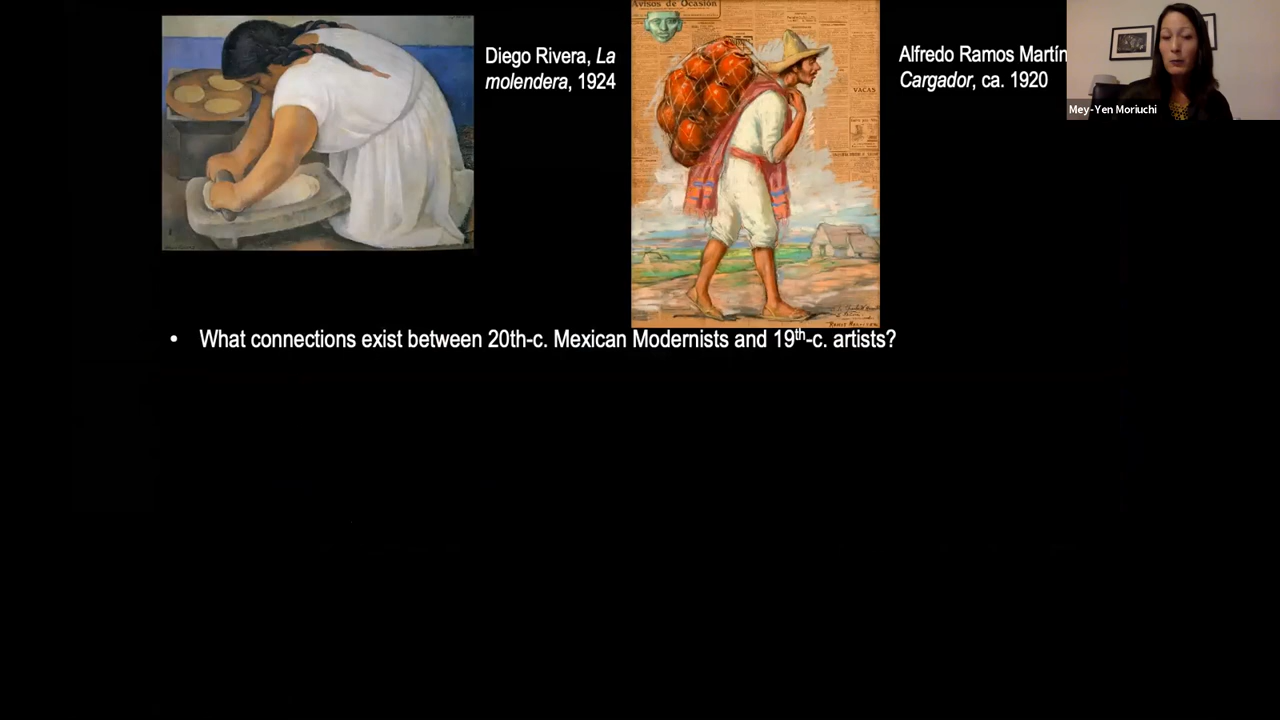 Diego Rivera, La
molendera, 1924
Avisos de Ocasión
VACAS
Alfredo Ramos Martín
Cargador, ca. 1920
Mey-Yen Moriuchi
• What connections exist between 20th-c. Mexican Modernists and 19th-c. artists?